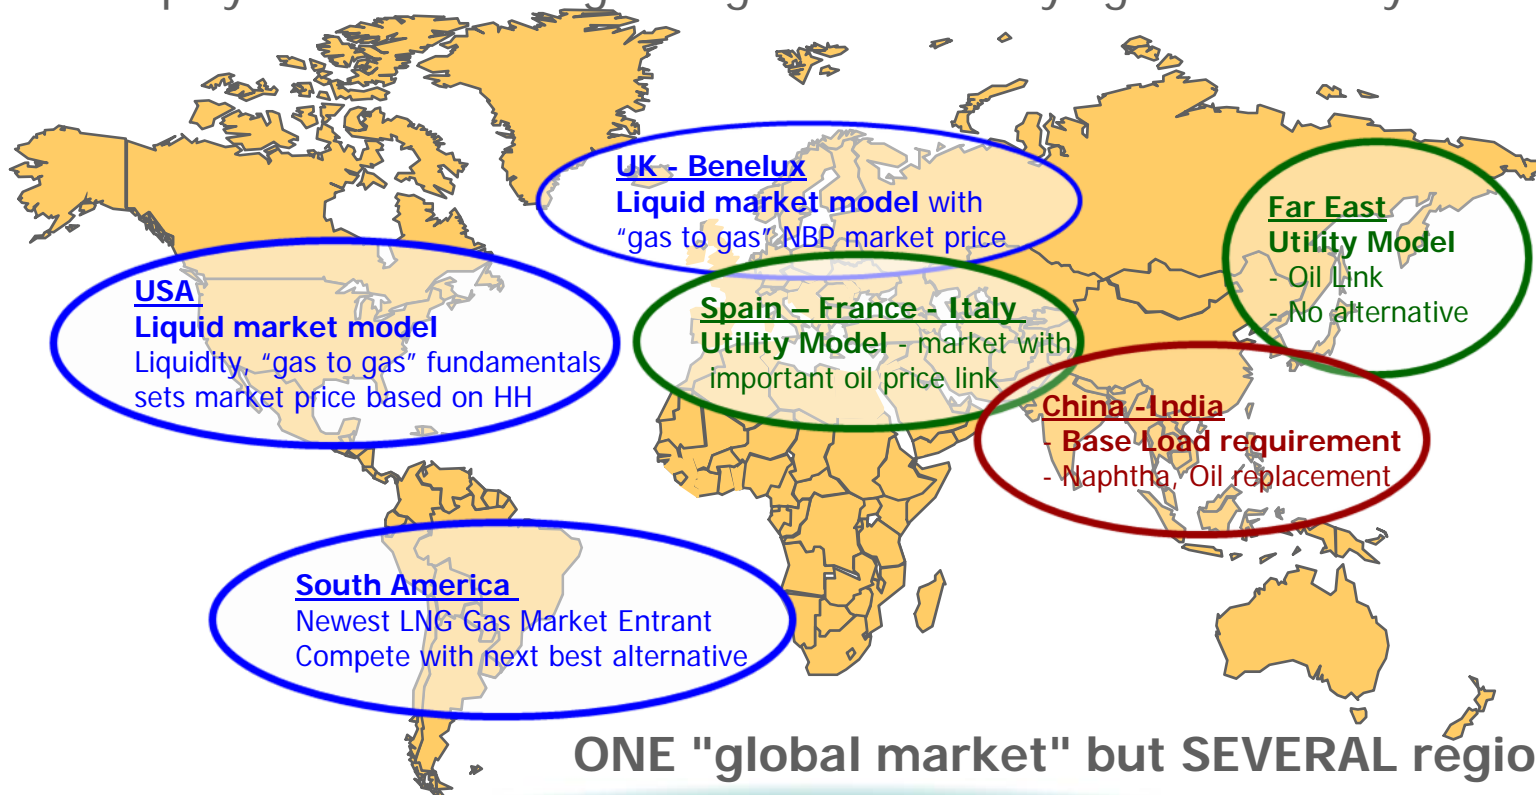 UK - Benelux
Liquid market model with
“gas to gas” NBP market price
Far East
Utility Model
- Oil Link
- No alternative
USA
Liquid market model
Liquidity, “gas to gas” fundamentals
sets market price based on HH
Spain – France - Italy
Utility Model - market with
important oil price link
China -India
- Base Load requirement
- Naphtha, Oil replacement
South America
Newest LNG Gas Market Entrant
Compete with next best alternative
ONE "global market" but SEVERAL regio